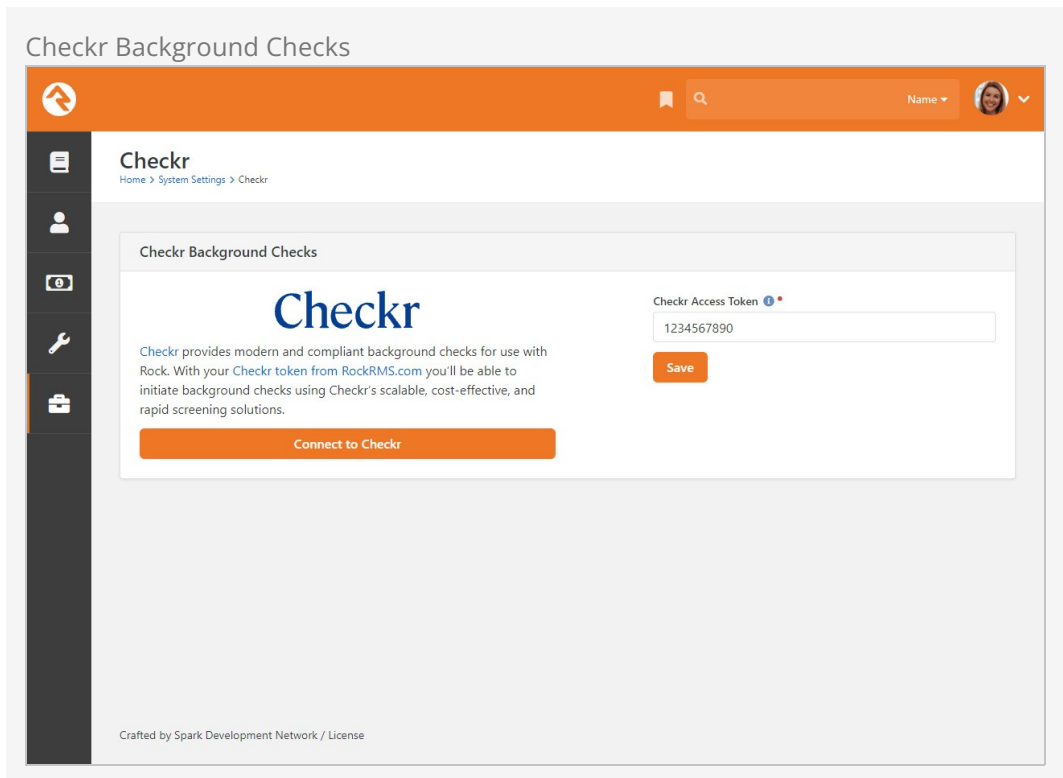 Checkr Background Checks
Name
Checkr
Home > System Settings > Checkr
Checkr Background Checks
Checkr
Checkr Access Token
1234567890
Checkr provides modern and compliant background checks for use with
Rock. With your Checkr token from RockRMS.com you'll be able to
initiate background checks using Checkr's scalable, cost-effective, and
rapid screening solutions.
Save
Connect to Checkr
Crafted by Spark Development Network / License